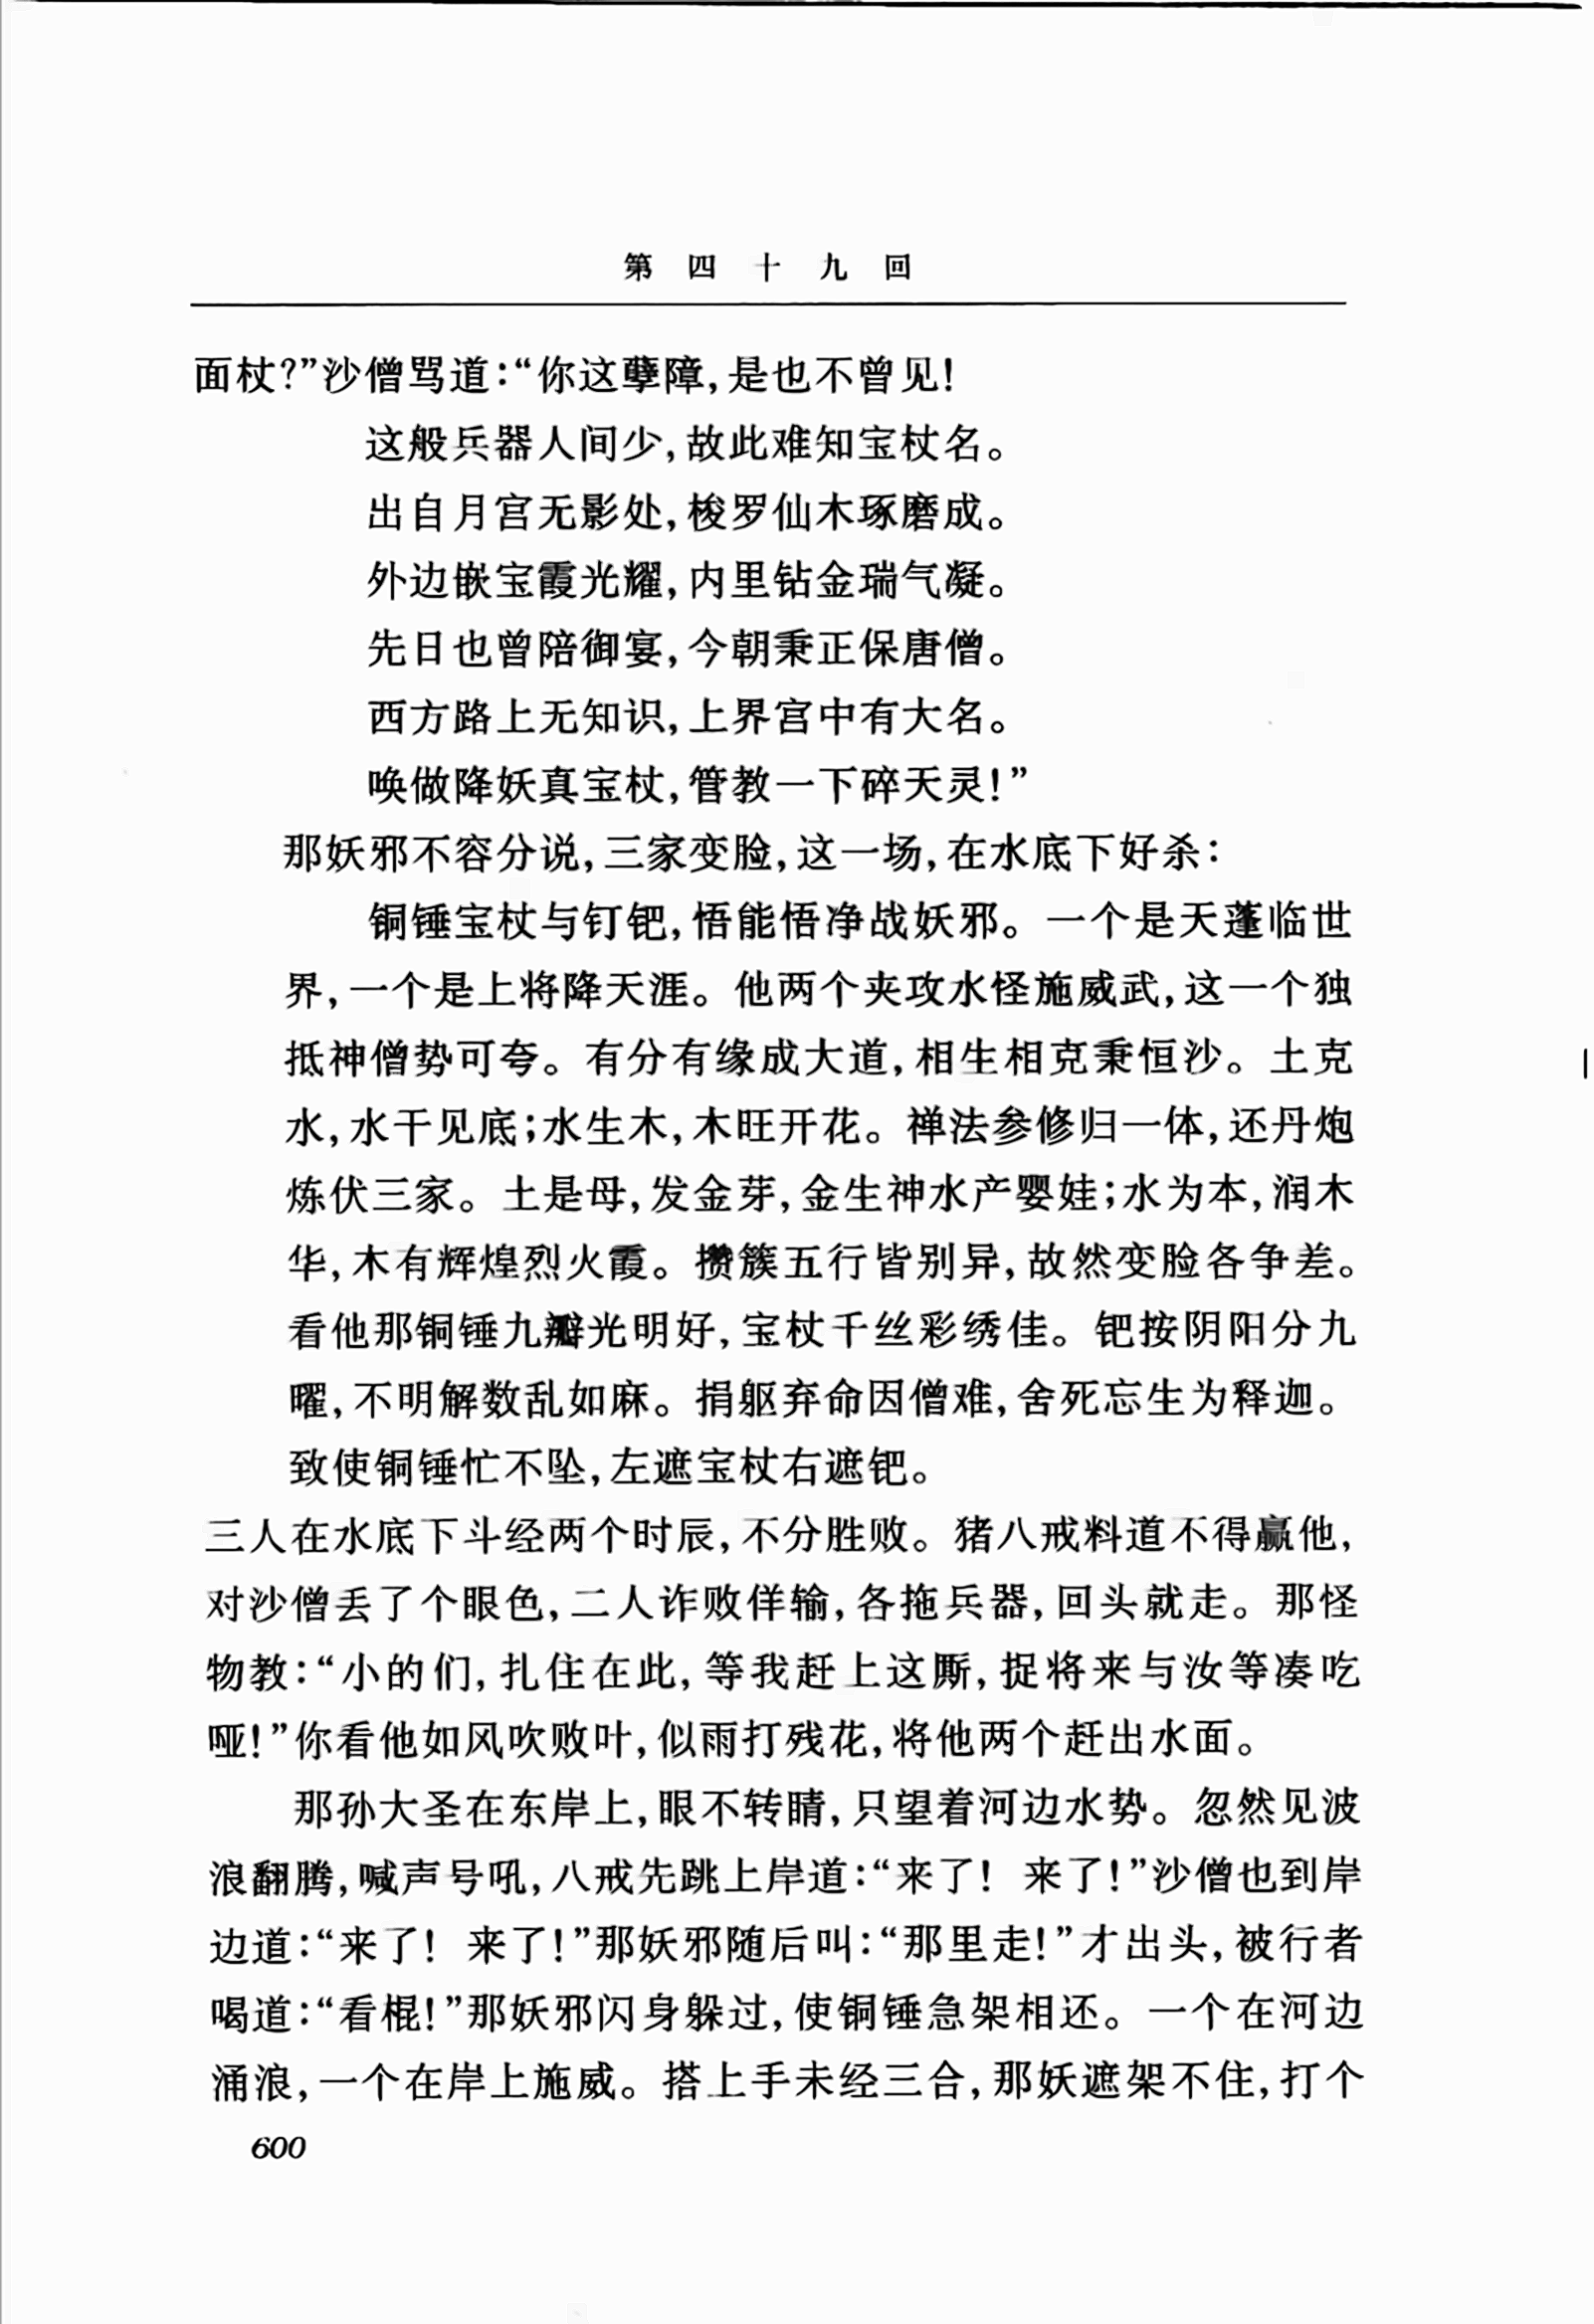 第四十九回
面杖?”沙僧骂道:“你这孽障,是也不曾见!
这般兵器人间少,故此难知宝杖名。
出自月宫无影处,梭罗仙木琢磨成。
外边嵌宝霞光耀,内里钻金瑞气凝。
先日也曾陪御宴,今朝秉正保唐僧。
西方路上无知识,上界宫中有大名。
唤做降妖真宝杖,管教一下碎天灵!”
那妖邪不容分说,三家变脸,这一场,在水底下好杀:
铜锤宝杖与钉钯,悟能悟净战妖邪。一个是天蓬临世
界,一个是上将降天涯。他两个夹攻水怪施威武,这一个独
抵神僧势可夸。有分有缘成大道,相生相克秉恒沙。土克
水,水干见底;水生木,木旺开花。禅法参修归一体,还丹炮
炼伏三家。土是母,发金芽,金生神水产婴娃;水为本,润木
华,木有辉煌烈火霞。攒簇五行皆别异,故然变脸各争差。
看他那铜锤九瓣光明好,宝杖千丝彩绣佳。钯按阴阳分九
曜,不明解数乱如麻。捐躯弃命因僧难,舍死忘生为释迦。
致使铜锤忙不坠,左遮宝杖右遮钯。
三人在水底下斗经两个时辰,不分胜败。猪八戒料道不得赢他,
对沙僧丢了个眼色,二人诈败佯输,各拖兵器,回头就走。那怪
物教:“小的们,扎住在此,等我赶上这厮,捉将来与汝等凑吃
哑!”你看他如风吹败叶,似雨打残花,将他两个赶出水面。
那孙大圣在东岸上,眼不转睛,只望着河边水势。忽然见波
浪翻腾,喊声号吼,八戒先跳上岸道:“来了! 来了!”沙僧也到岸
边道:“来了! 来了!”那妖邪随后叫:“那里走!”才出头,被行者
喝道:“看棍!”那妖邪闪身躲过,使铜锤急架相还。一个在河边
涌浪,一个在岸上施威。搭上手未经三合,那妖遮架不住,打个
600